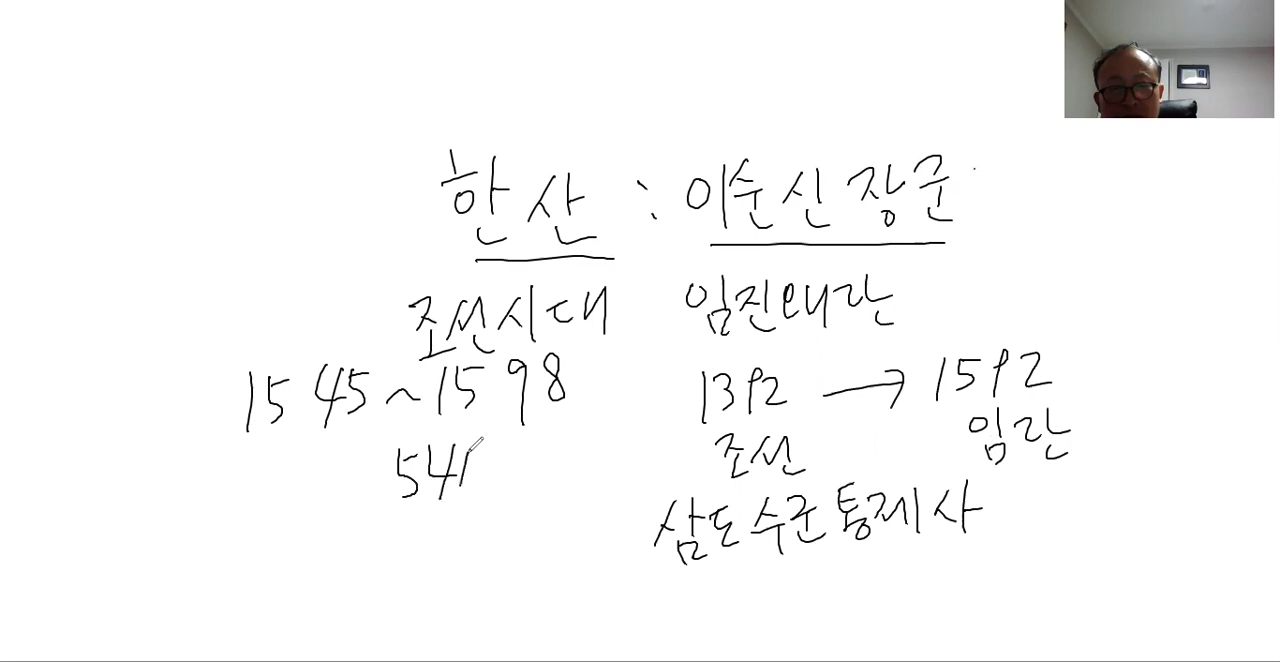 한산 : 이순신 장군
조선시대 임진왜란
1545~1598 1392 → 1592
조선 임란
54
삼도수군통제사